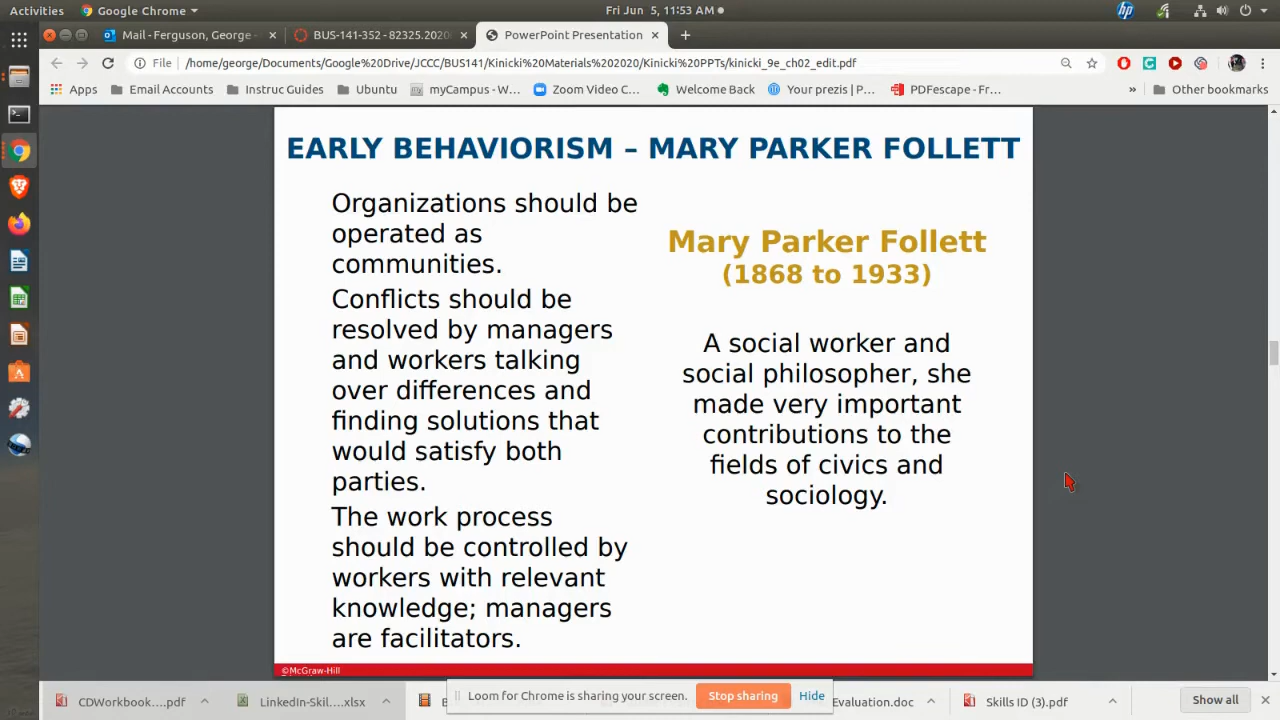 Activities
Google Chrome
Fri Jun 5, 11:53 AM
Mail - Ferguson, George -
BUS-141-352 - 82325.2020
PowerPoint Presentation
File
/home/george/Documents/Google%20Drive/JCCC/BUS141/Kinicki%20Materials%202020/Kinicki%20PPTs/kinicki_9e_ch02_edit.pdf
Apps
Email Accounts
Instruc Guides
Ubuntu
myCampus - W...
Zoom Video C...
Welcome Back
Your prezis | P...
PDFescape - Fr...
»
Other bookmarks
EARLY BEHAVIORISM – MARY PARKER FOLLETT
Organizations should be
operated as
communities.
Conflicts should be
resolved by managers
and workers talking
over differences and
finding solutions that
would satisfy both
parties.
The work process
should be controlled by
workers with relevant
knowledge; managers
are facilitators.
Mary Parker Follett
(1868 to 1933)
A social worker and
social philosopher, she
made very important
contributions to the
fields of civics and
sociology.
©McGraw-Hill
CDWorkbook....pdf
LinkedIn-Skil....xlsx
Loom for Chrome is sharing your screen.
Stop sharing
Hide
Evaluation.doc
Skills ID (3).pdf
Show all